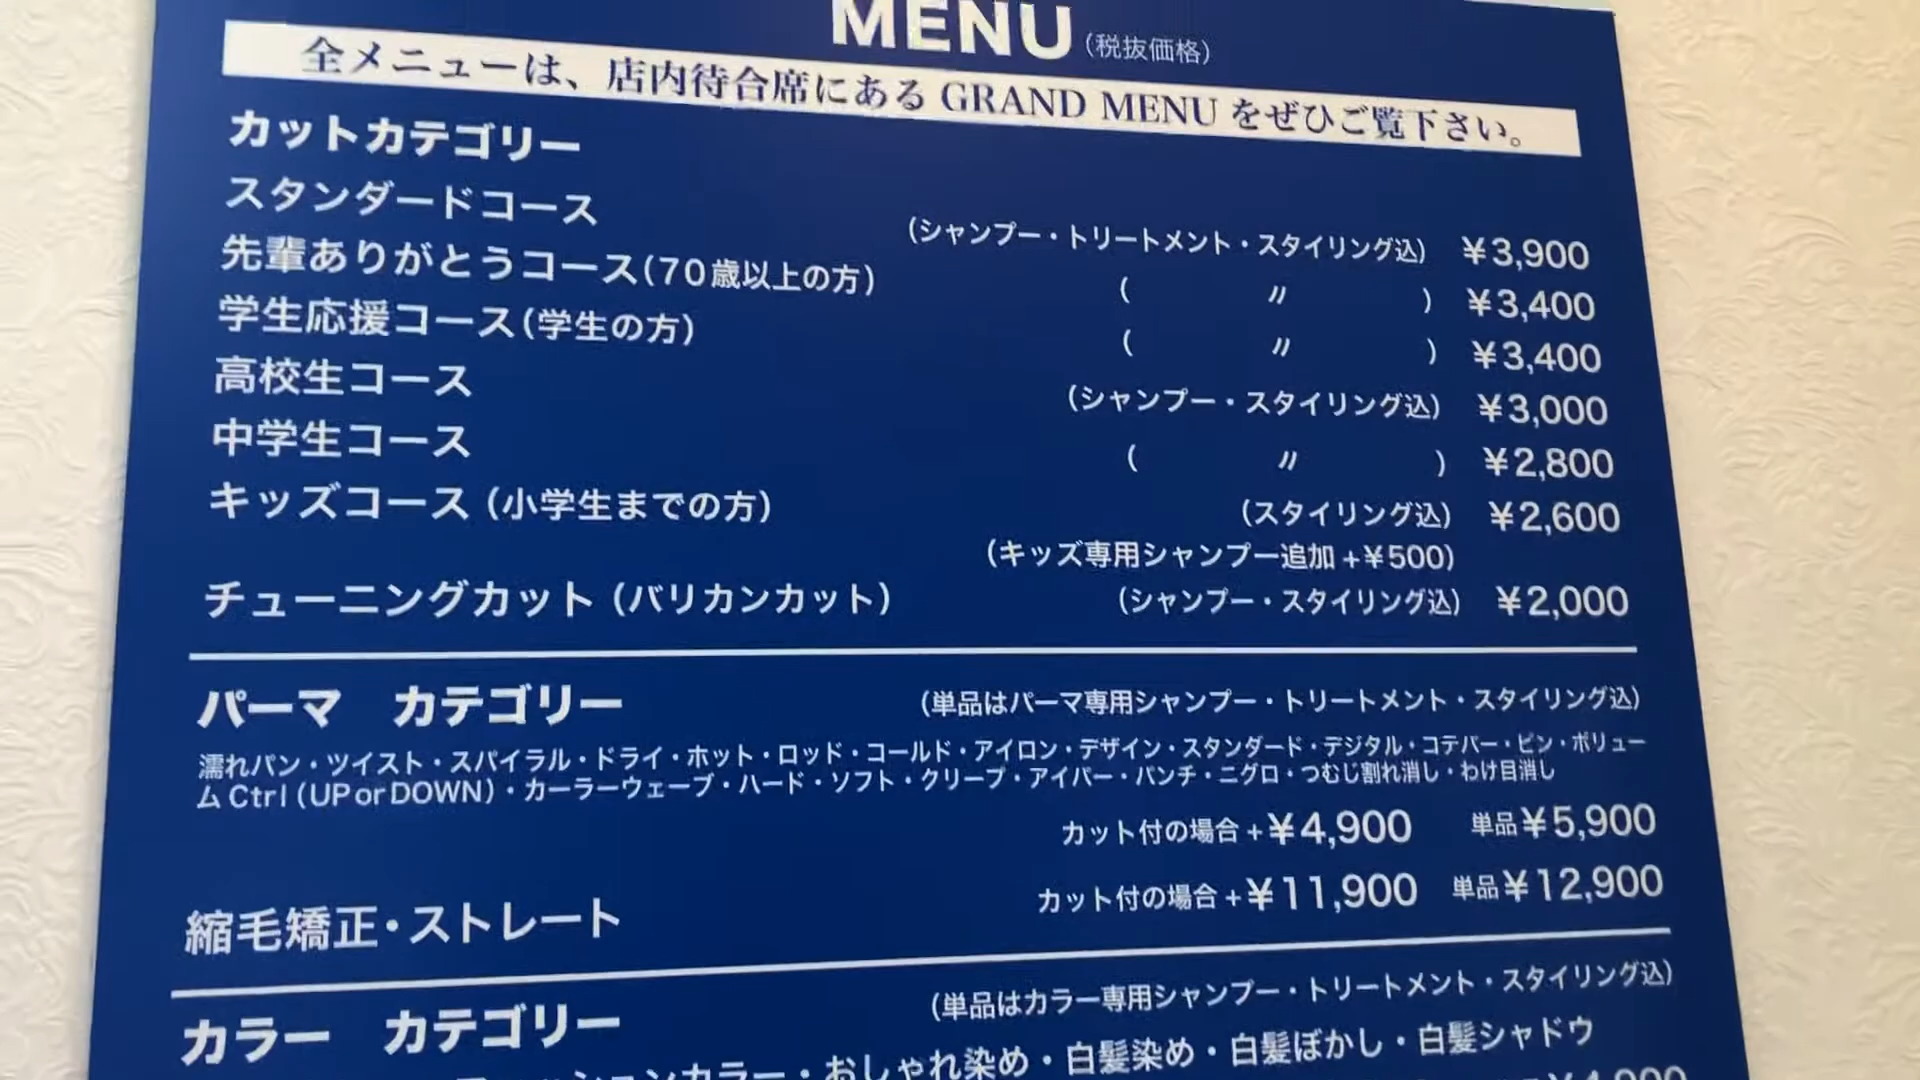 MENU (税抜価格)
全メニューは、店内待合席にある GRAND MENU をぜひご覧下さい。
カットカテゴリー
スタンダードコース (シャンプー・トリートメント・スタイリング込) ¥3,900
先輩ありがとうコース(70歳以上の方) ( 〃 ) ¥3,400
学生応援コース(学生の方) ( 〃 ) ¥3,400
高校生コース (シャンプー・スタイリング込) ¥3,000
中学生コース ( 〃 ) ¥2,800
キッズコース (小学生までの方) (スタイリング込) ¥2,600
(キッズ専用シャンプー追加 +¥500)
チューニングカット (バリカンカット) (シャンプー・スタイリング込) ¥2,000
パーマ カテゴリー (単品はパーマ専用シャンプー・トリートメント・スタイリング込)
濡れパン・ツイスト・スパイラル・ドライ・ホット・ロッド・コールド・アイロン・デザイン・スタンダード・デジタル・コテパー・ピン・ボリュー
ム Ctrl (UP or DOWN)・カーラーウェーブ・ハード・ソフト・クリープ・アイパー・パンチ・ニグロ・つむじ割れ消し・わけ目消し
カット付の場合 + ¥4,900 単品 ¥5,900
縮毛矯正・ストレート カット付の場合 + ¥11,900 単品 ¥12,900
カラー カテゴリー (単品はカラー専用シャンプー・トリートメント・スタイリング込)
ションカラー・おしゃれ染め・白髪染め・白髪ぼかし・白髪シャドウ